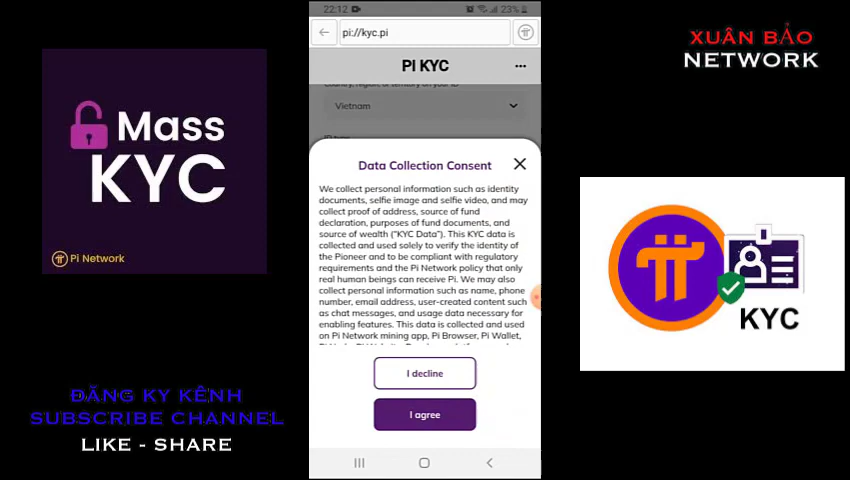 22:12
23%
pi://kyc.pi
PI KYC
Vietnam
Data Collection Consent
We collect personal information such as identity
documents, selfie image and selfie video, and may
collect proof of address, source of fund
declaration, purposes of fund documents, and
source of wealth ("KYC Data"). This KYC data is
collected and used solely to verify the identity of
the Pioneer and to be compliant with regulatory
requirements and the Pi Network policy that only
real human beings can receive Pi. We may also
collect personal information such as name, phone
number, email address, user-created content such
as chat messages, and usage data necessary for
enabling features. This data is collected and used
on Pi Network mining app, Pi Browser, Pi Wallet,
I decline
I agree
Mass
KYC
Pi Network
ĐĂNG KY KÊNH
SUBSCRIBE CHANNEL
LIKE - SHARE
XUÂN BẢO
NETWORK
KYC